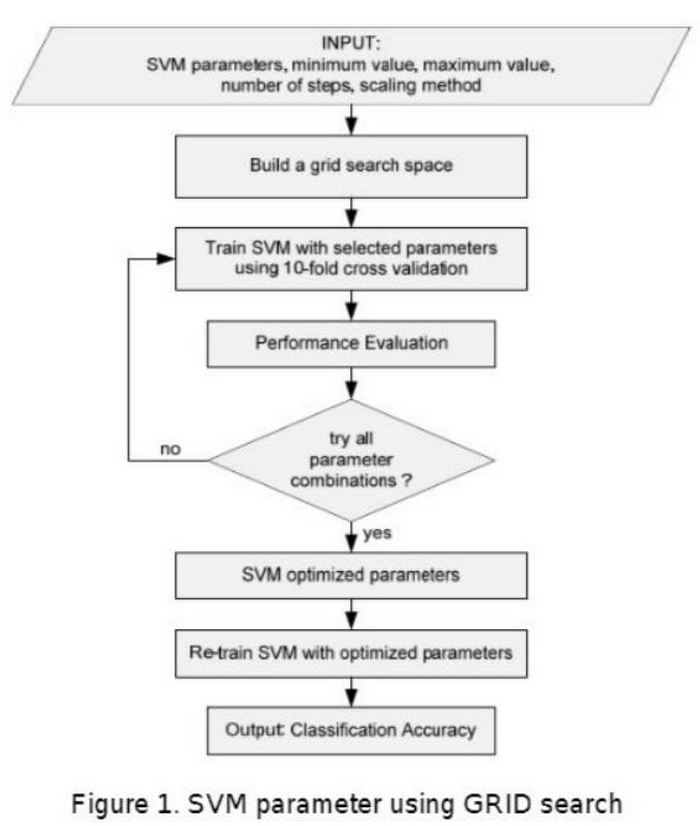 INPUT:
SVM parameters, minimum value, maximum value,
number of steps, scaling method
Build a grid search space
Train SVM with selected parameters
using 10-fold cross validation
Performance Evaluation
try all
parameter
combinations ?
no
yes
SVM optimized parameters
Re-train SVM with optimized parameters
Output: Classification Accuracy
Figure 1. SVM parameter using GRID search